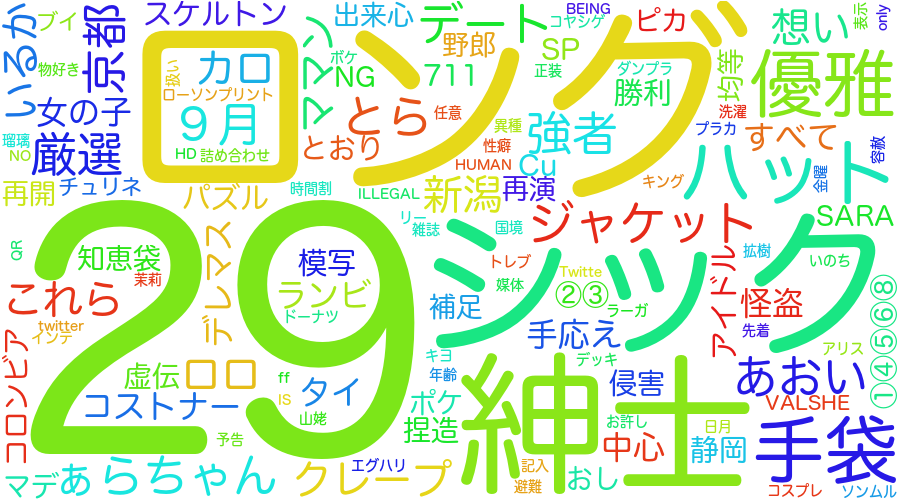 いるか
ブイ
物好き
京都
スケルトン
マママン
出来心
デート
コヤシゲ
BEING
ピカ
想い
表示
only
優雅
野郎
SP
正装
ダンプラ
勝利
均等
洗濯
ポケ
NG
711
カロ
扱い
ローソンプリント
9月
ロング
とら
任意
異種
強者
プラカ
すべて
容赦
女の子
瑠璃
NO
厳選
HD
詰め合わせ
とおり
性癖
HUMAN
Cu
ハット
金曜
再開
チュリネ
パズル
時間割
ILLEGAL
新潟
再演
キング
SARA
QR
知恵袋
茉莉
デレマス
模写
リー
雑誌
国境
ジャケット
拡樹
いのち
これら
29
ランビ
ドーナツ
トレブ
媒体
Twitte
②③
ラーガ
アイドル
怪盗
先着
①④⑤⑥⑧
twitter
インテ
補足
シック
手応え
コロンビア
虚伝
ロロ
ff
IS
タイ
山姥
キヨ
年齢
デッキ
アリス
コストナー
ポケ
捏造
紳士
侵害
お許し
あおい
VALSHE
予告
マデ
あらちゃん
クレープ
エグハリ
記入
避難
おし
中心
日月
静岡
手袋
コスプレ
ソンムル